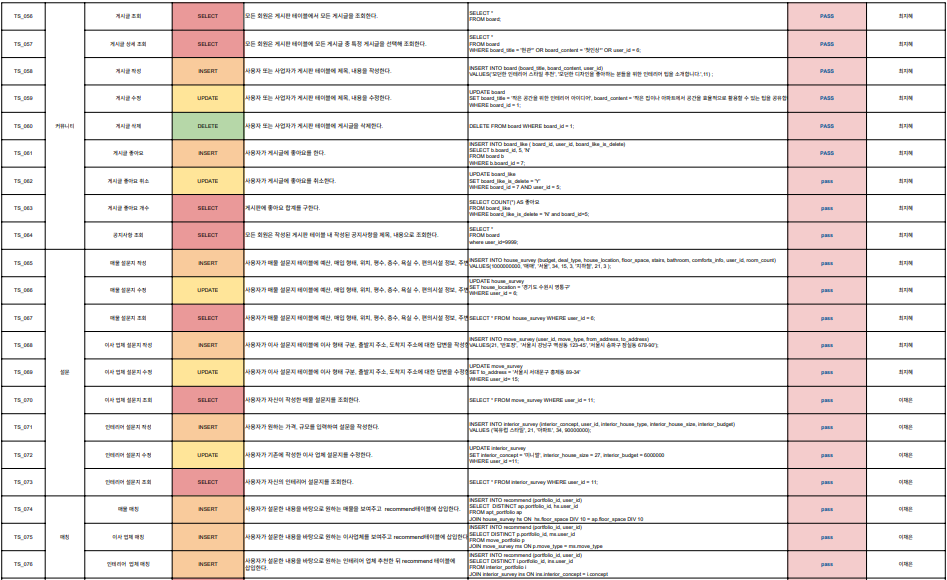 TS_056 게시글 조회 SELECT 모든 회원은 게시판 테이블에서 모든 게시글을 조회한다. SELECT * PASS 최지혜
FROM board;
TS_057 게시글 상세 조회 SELECT 모든 회원은 게시판 테이블에 모든 게시글 중 특정 게시글을 선택해 조회한다. SELECT * PASS 최지혜
FROM board
WHERE board_title = '현관' OR board_content = '첫인상' OR user_id = 6;
TS_058 게시글 작성 INSERT 사용자 또는 사업자가 게시판 테이블에 제목, 내용을 작성한다. INSERT INTO board (board_title, board_content, user_id) PASS 최지혜
VALUES('모던한 인테리어 스타일 추천', '모던한 디자인을 좋아하는 분들을 위한 인테리어 팁을 소개합니다.', 11) ;
TS_059 게시글 수정 UPDATE 사용자 또는 사업자가 게시판 테이블에 제목, 내용을 수정한다. UPDATE board PASS 최지혜
SET board_title = '작은 공간을 위한 인테리어 아이디어', board_content = '작은 집이나 아파트에서 공간을 효율적으로 활용할 수 있는 팁을 공유합
WHERE board_id = 1;
TS_060 커뮤니티 게시글 삭제 DELETE 사용자 또는 사업자가 게시판 테이블에 게시글을 삭제한다. DELETE FROM board WHERE board_id = 1; PASS 최지혜
TS_061 게시글 좋아요 INSERT 사용자가 게시글에 좋아요를 한다. INSERT INTO board_like ( board_id, user_id, board_like_is_delete) PASS 최지혜
SELECT b.board_id, 5, 'N'
FROM board b
WHERE b.board_id = 7;
TS_062 게시글 좋아요 취소 UPDATE 사용자가 게시글에 좋아요를 취소한다. UPDATE board_like pass 최지혜
SET board_like_is_delete = 'Y'
WHERE board_id = 7 AND user_id = 5;
TS_063 게시글 좋아요 개수 SELECT 게시판에 좋아요 합계를 구한다. SELECT COUNT(*) AS 좋아요 pass 최지혜
FROM board_like
WHERE board_like_is_delete = 'N' and board_id=5;
TS_064 공지사항 조회 SELECT 모든 회원은 작성된 게시판 테이블 내 작성된 공지사항을 제목, 내용으로 조회한다. SELECT * pass 최지혜
FROM board
where user_id=9999;
TS_065 매물 설문지 작성 INSERT 사용자가 매물 설문지 테이블에 예산, 매입 형태, 위치, 평수, 층수, 욕실 수, 편의시설 정보, 주변 INSERT INTO house_survey (budget, deal_type, house_location, floor_space, stairs, bathroom, comforts_info, user_id, room_count) pass 최지혜
VALUES(1000000000, '매매', '서울', 34, 15, 3, '지하철', 21, 3 );
TS_066 매물 설문지 수정 UPDATE 사용자가 매물 설문지 테이블에 예산, 매입 형태, 위치, 평수, 층수, 욕실 수, 편의시설 정보, 주변 UPDATE house_survey pass 최지혜
SET house_location = '경기도 수원시 영통구'
WHERE user_id = 6;
TS_067 매물 설문지 조회 SELECT 사용자가 매물 설문지 테이블에 예산, 매입 형태, 위치, 평수, 층수, 욕실 수, 편의시설 정보, 주변 SELECT * FROM house_survey WHERE user_id = 6; pass 최지혜
TS_068 이사 업체 설문지 작성 INSERT 사용자가 매물 설문지 테이블에 이사 형태 구분, 출발지 주소, 도착지 주소에 대한 답변을 작성한 INSERT INTO move_survey (user_id, move_type, from_address, to_address) pass 최지혜
VALUES(21, '반포장', '서울시 강남구 역삼동 123-45', '서울시 송파구 잠실동 678-90');
TS_069 설문 이사 업체 설문지 수정 UPDATE 사용자가 매물 설문지 테이블에 이사 형태 구분, 출발지 주소, 도착지 주소에 대한 답변을 수정한 UPDATE move_survey pass 최지혜
SET to_address = '서울시 서대문구 홍제동 89-34'
WHERE user_id= 15;
TS_070 이사 업체 설문지 조회 SELECT 사용자가 자신이 작성한 매물 설문지를 조회한다. SELECT * FROM move_survey WHERE user_id = 11; pass 이채은
TS_071 인테리어 설문지 작성 INSERT 사용자가 원하는 가격, 규모를 입력하여 설문을 작성한다. INSERT INTO interior_survey (interior_concept, user_id, interior_house_type, interior_house_size, interior_budget) pass 이채은
VALUES ('북유럽 스타일', 21, '아파트', 34, 90000000);
TS_072 인테리어 설문지 수정 UPDATE 사용자가 기존에 작성한 이사 업체 설문지를 수정한다. UPDATE interior_survey pass 이채은
SET interior_concept = '미니멀', interior_house_size = 27, interior_budget = 6000000
WHERE user_id =11;
TS_073 인테리어 설문지 조회 SELECT 사용자가 자신의 인테리어 설문지를 조회한다. SELECT * FROM interior_survey WHERE user_id = 11; pass 이채은
TS_074 매물 매칭 INSERT 사용자가 설문한 내용을 바탕으로 원하는 매물을 보여주고 recommend테이블에 삽입한다. INSERT INTO recommend (portfolio_id, user_id) pass 이채은
SELECT DISTINCT ap.portfolio_id, hs.user_id
FROM apt_portfolio ap
JOIN house_survey hs ON hs.floor_space DIV 10 = ap.floor_space DIV 10
TS_075 매칭 이사 업체 매칭 INSERT 사용자가 설문한 내용을 바탕으로 원하는 이사업체를 보여주고 recommend테이블에 삽입한다. INSERT INTO recommend (portfolio_id, user_id) pass 이채은
SELECT DISTINCT p.portfolio_id, ms.user_id
FROM move_portfolio p
JOIN move_survey ms ON p.move_type = ms.move_type
TS_076 인테리어 업체 매칭 INSERT 사용자가 설문한 내용을 바탕으로 원하는 인테리어 업체 추천한 뒤 recommend 테이블에 INSERT INTO recommend (portfolio_id, user_id) pass 이채은
삽입한다. SELECT DISTINCT i.portfolio_id, ins.user_id
FROM interior_portfolio i
JOIN interior_survey ins ON ins.interior_concept = i.concept